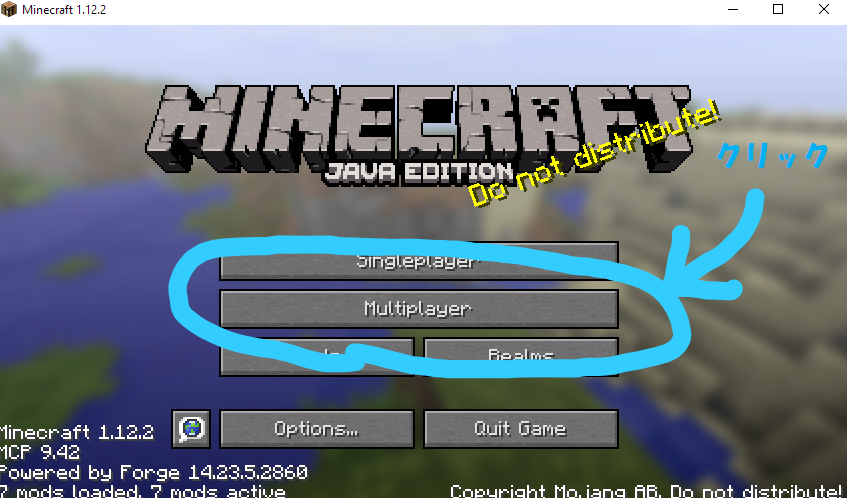 Minecraft 1.12.2
MINECRAFT
JAVA EDITION
Do not distribute!
クリック
Singleplayer
Multiplayer
Realms
Options...
Quit Game
Minecraft 1.12.2
MCP 9.42
Powered by Forge 14.23.5.2860
7 mods loaded, 7 mods active
Copyright Mojang AB. Do not distribute!